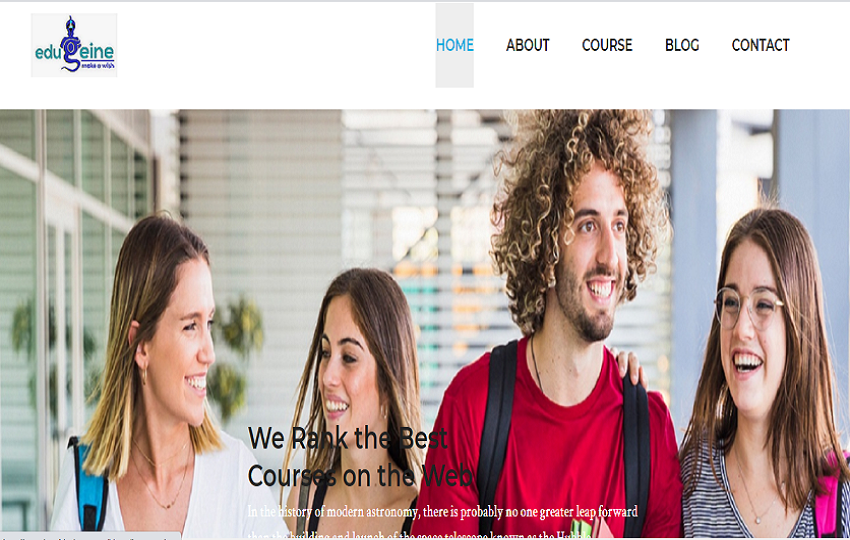 edugeine
make a wish
HOME ABOUT COURSE BLOG CONTACT
We Rank the Best
Courses on the Web
In the history of modern astronomy, there is probably no one greater leap forward
than the building and launch of the space telescope known as the Hubble